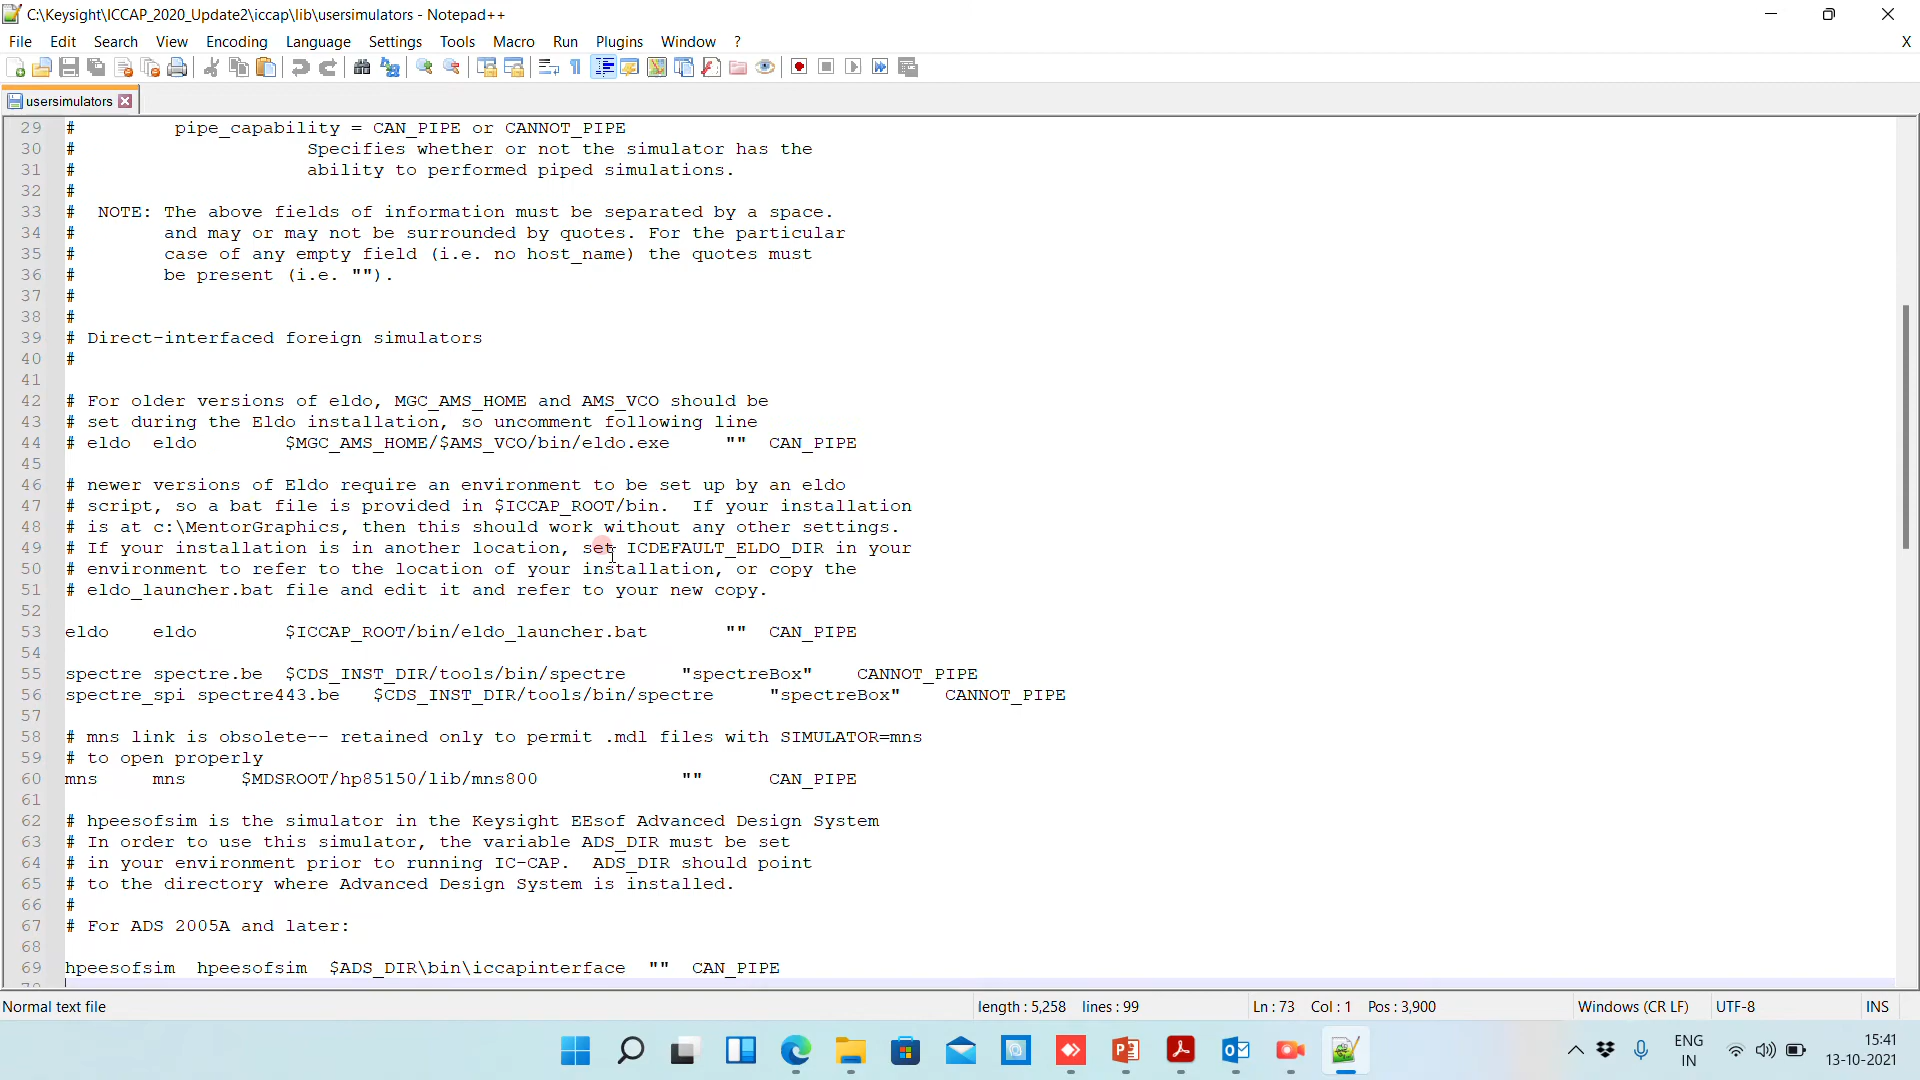 C:\Keysight\ICCAP_2020_Update2\iccap\lib\usersimulators - Notepad++
File Edit Search View Encoding Language Settings Tools Macro Run Plugins Window ? X
usersimulators
29 #         pipe_capability = CAN_PIPE or CANNOT_PIPE
30 #                     Specifies whether or not the simulator has the
31 #                     ability to performed piped simulations.
32 #
33 #  NOTE: The above fields of information must be separated by a space.
34 #        and may or may not be surrounded by quotes. For the particular
35 #        case of any empty field (i.e. no host_name) the quotes must
36 #        be present (i.e. "").
37 #
38 #
39 # Direct-interfaced foreign simulators
40 #
41
42 # For older versions of eldo, MGC_AMS_HOME and AMS_VCO should be
43 # set during the Eldo installation, so uncomment following line
44 # eldo  eldo        $MGC_AMS_HOME/$AMS_VCO/bin/eldo.exe     ""  CAN_PIPE
45
46 # newer versions of Eldo require an environment to be set up by an eldo
47 # script, so a bat file is provided in $ICCAP_ROOT/bin.  If your installation
48 # is at c:\MentorGraphics, then this should work without any other settings.
49 # If your installation is in another location, set ICDEFAULT_ELDO_DIR in your
50 # environment to refer to the location of your installation, or copy the
51 # eldo_launcher.bat file and edit it and refer to your new copy.
52
53 eldo    eldo        $ICCAP_ROOT/bin/eldo_launcher.bat       ""  CAN_PIPE
54
55 spectre spectre.be  $CDS_INST_DIR/tools/bin/spectre     "spectreBox"    CANNOT_PIPE
56 spectre_spi spectre443.be   $CDS_INST_DIR/tools/bin/spectre     "spectreBox"    CANNOT_PIPE
57
58 # mns link is obsolete-- retained only to permit .mdl files with SIMULATOR=mns
59 # to open properly
60 mns     mns     $MDSROOT/hp85150/lib/mns800             ""      CAN_PIPE
61
62 # hpeesofsim is the simulator in the Keysight EEsof Advanced Design System
63 # In order to use this simulator, the variable ADS_DIR must be set
64 # in your environment prior to running IC-CAP.  ADS_DIR should point
65 # to the directory where Advanced Design System is installed.
66 #
67 # For ADS 2005A and later:
68
69 hpeesofsim  hpeesofsim  $ADS_DIR\bin\iccapinterface  ""  CAN_PIPE
Normal text file length : 5,258 lines : 99 Ln : 73 Col : 1 Pos : 3,900 Windows (CR LF) UTF-8 INS
ENG 15:41
IN 13-10-2021